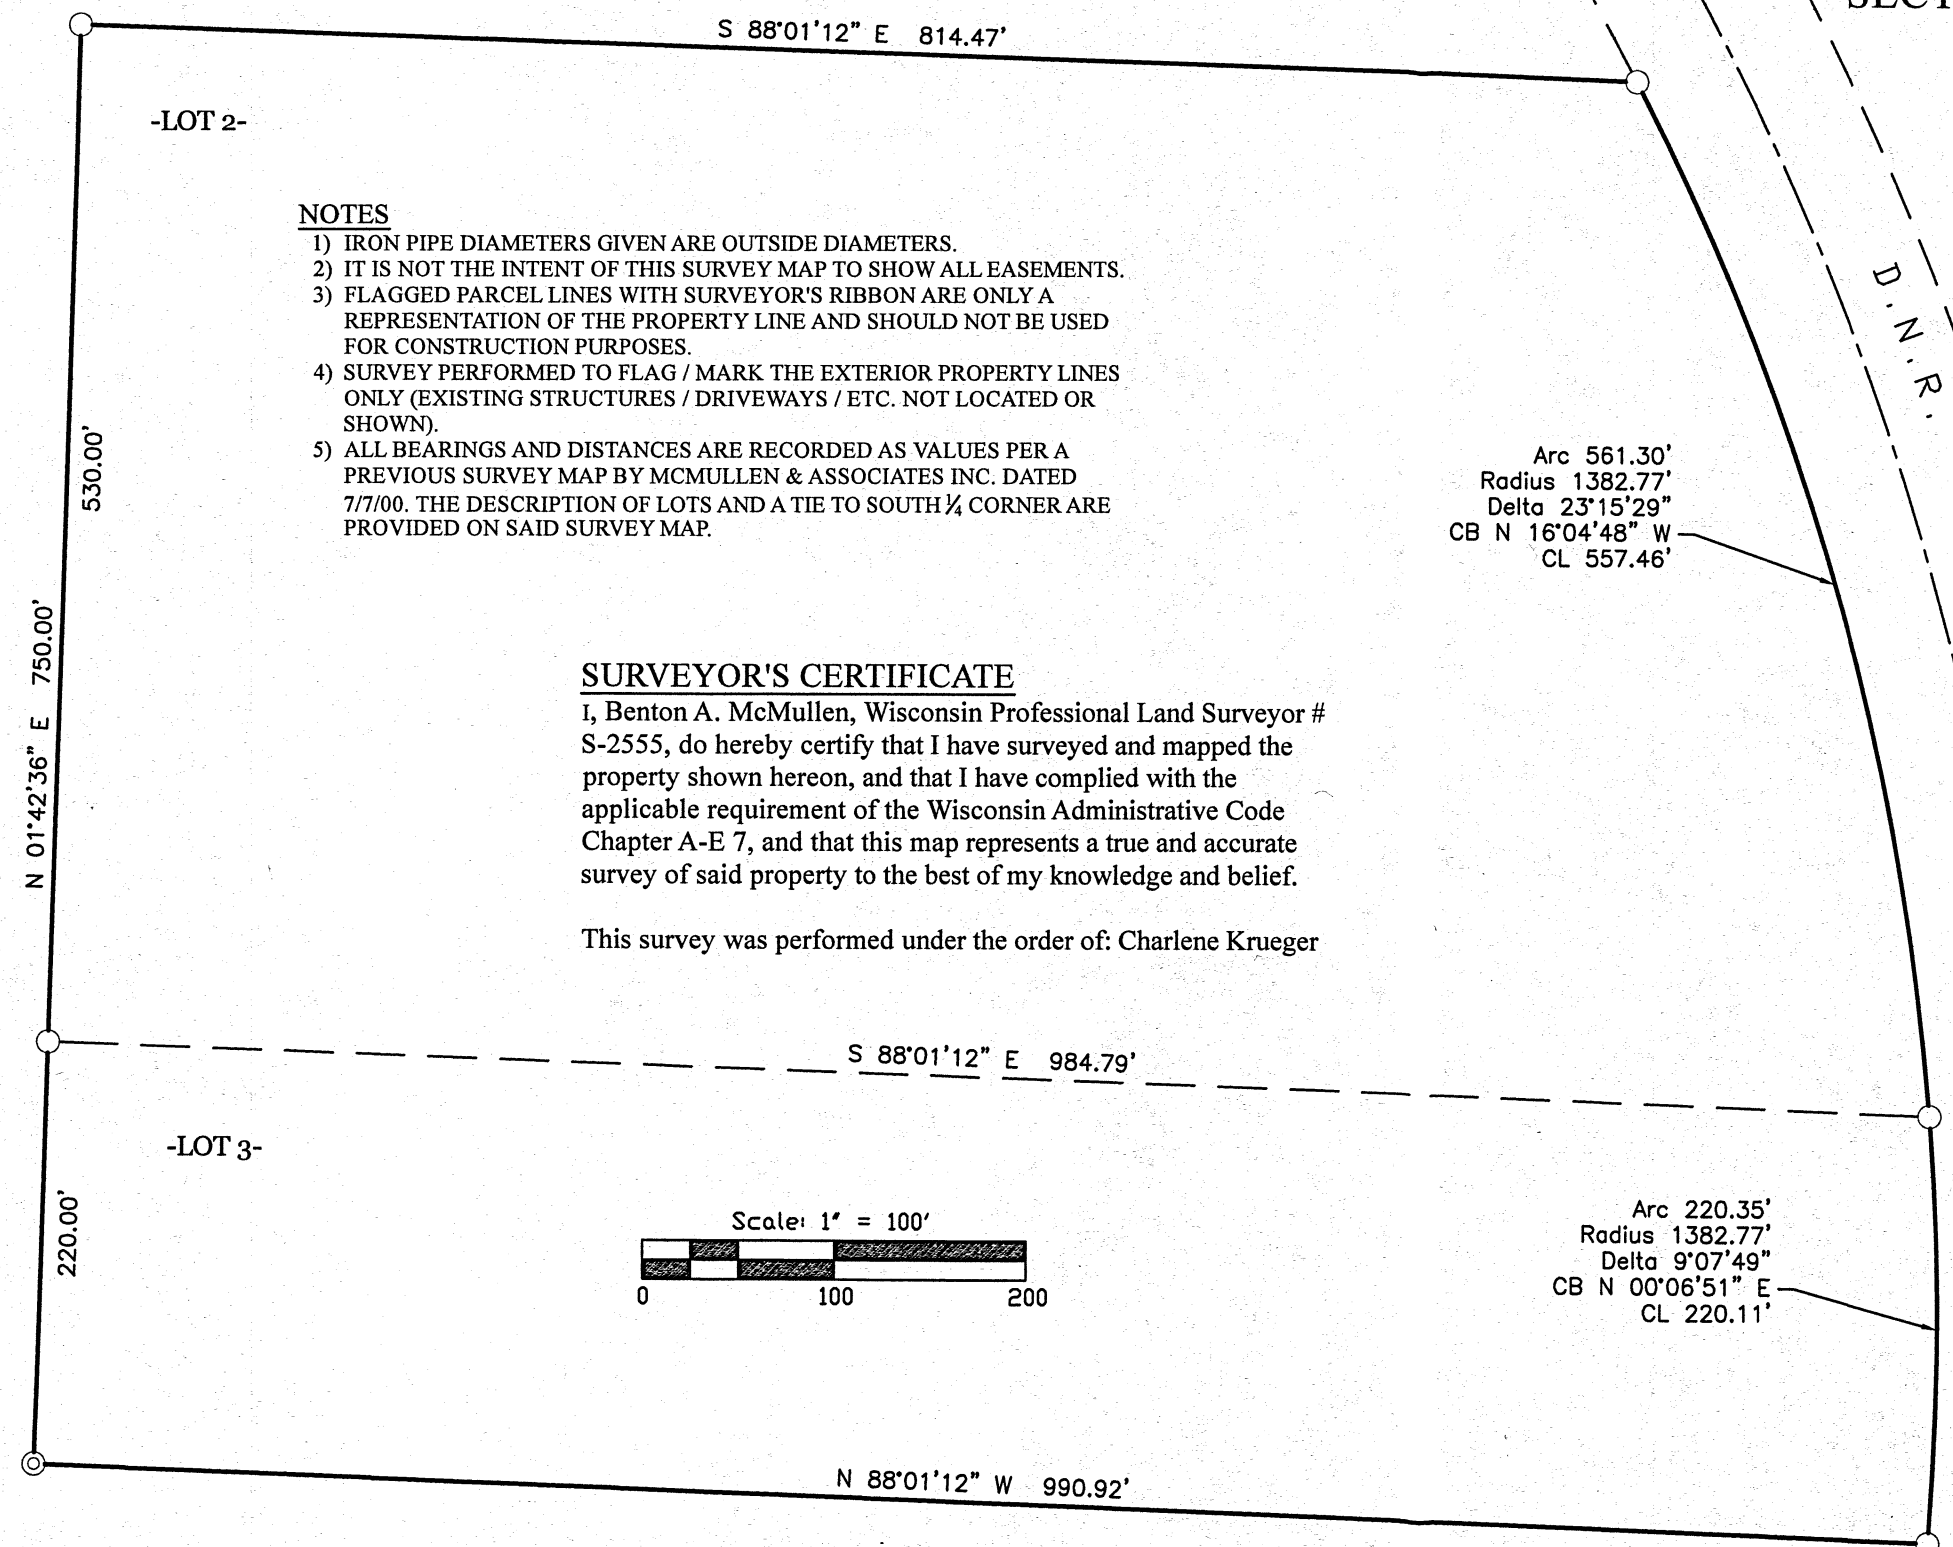 S 88°01'12" E 814.47'
-LOT 2-
NOTES
1) IRON PIPE DIAMETERS GIVEN ARE OUTSIDE DIAMETERS.
2) IT IS NOT THE INTENT OF THIS SURVEY MAP TO SHOW ALL EASEMENTS.
3) FLAGGED PARCEL LINES WITH SURVEYOR'S RIBBON ARE ONLY A
REPRESENTATION OF THE PROPERTY LINE AND SHOULD NOT BE USED
FOR CONSTRUCTION PURPOSES.
4) SURVEY PERFORMED TO FLAG / MARK THE EXTERIOR PROPERTY LINES
ONLY (EXISTING STRUCTURES / DRIVEWAYS / ETC. NOT LOCATED OR
SHOWN).
5) ALL BEARINGS AND DISTANCES ARE RECORDED AS VALUES PER A
PREVIOUS SURVEY MAP BY MCMULLEN & ASSOCIATES INC. DATED
7/7/00. THE DESCRIPTION OF LOTS AND A TIE TO SOUTH ¼ CORNER ARE
PROVIDED ON SAID SURVEY MAP.
D.N.R.
530.00'
N 01°42'36" E 750.00'
Arc 561.30'
Radius 1382.77'
Delta 23°15'29"
CB N 16°04'48" W
CL 557.46'
SURVEYOR'S CERTIFICATE
I, Benton A. McMullen, Wisconsin Professional Land Surveyor #
S-2555, do hereby certify that I have surveyed and mapped the
property shown hereon, and that I have complied with the
applicable requirement of the Wisconsin Administrative Code
Chapter A-E 7, and that this map represents a true and accurate
survey of said property to the best of my knowledge and belief.
This survey was performed under the order of: Charlene Krueger
S 88°01'12" E 984.79'
-LOT 3-
220.00'
Scale: 1" = 100'
0 100 200
Arc 220.35'
Radius 1382.77'
Delta 9°07'49"
CB N 00°06'51" E
CL 220.11'
N 88°01'12" W 990.92'